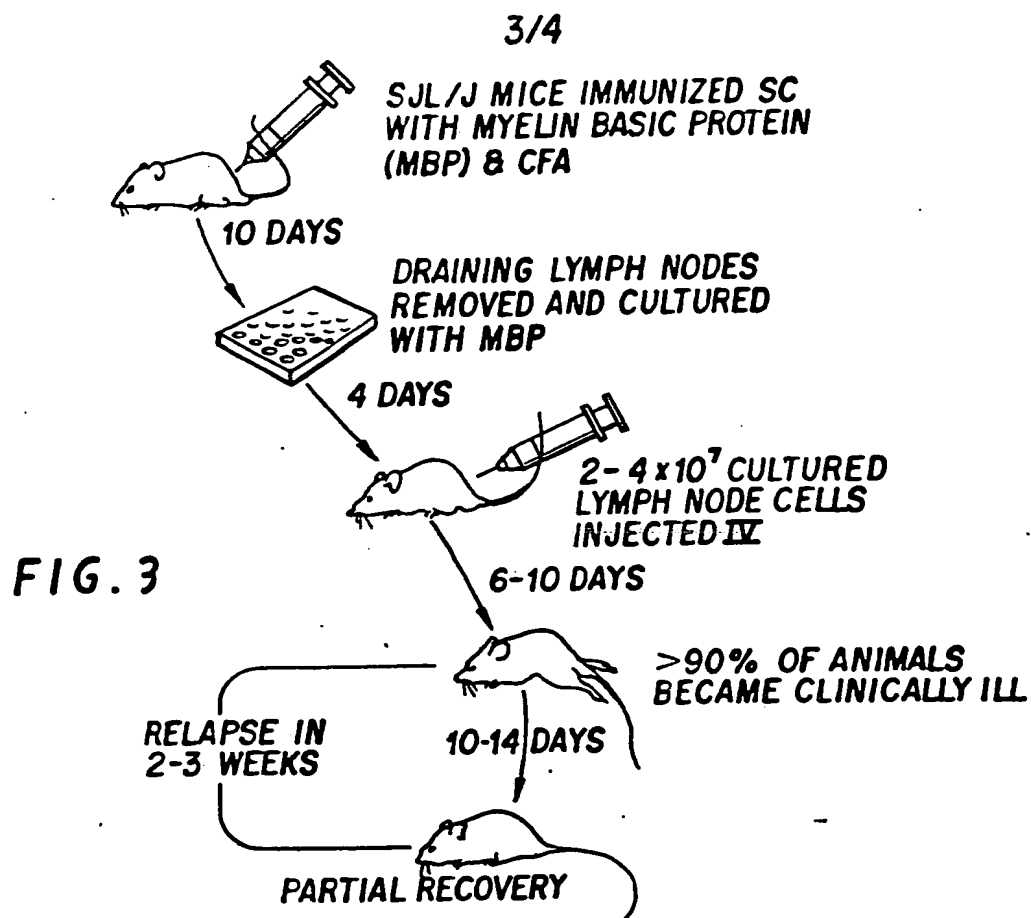 3/4
SJL/J MICE IMMUNIZED SC
WITH MYELIN BASIC PROTEIN
(MBP) & CFA
10 DAYS
DRAINING LYMPH NODES
REMOVED AND CULTURED
WITH MBP
4 DAYS
2-4 x 10⁷ CULTURED
LYMPH NODE CELLS
INJECTED IV
6-10 DAYS
FIG. 3
>90% OF ANIMALS
BECAME CLINICALLY ILL
RELAPSE IN
2-3 WEEKS
10-14 DAYS
PARTIAL RECOVERY